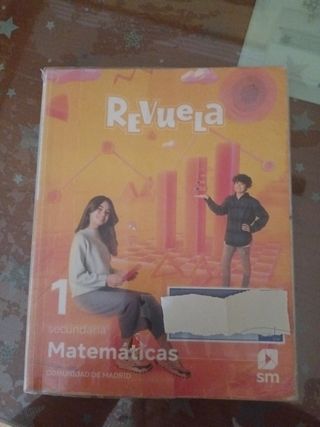 REVUELA
1
secundaria
Matemáticas
COMUNIDAD DE MADRID
sm